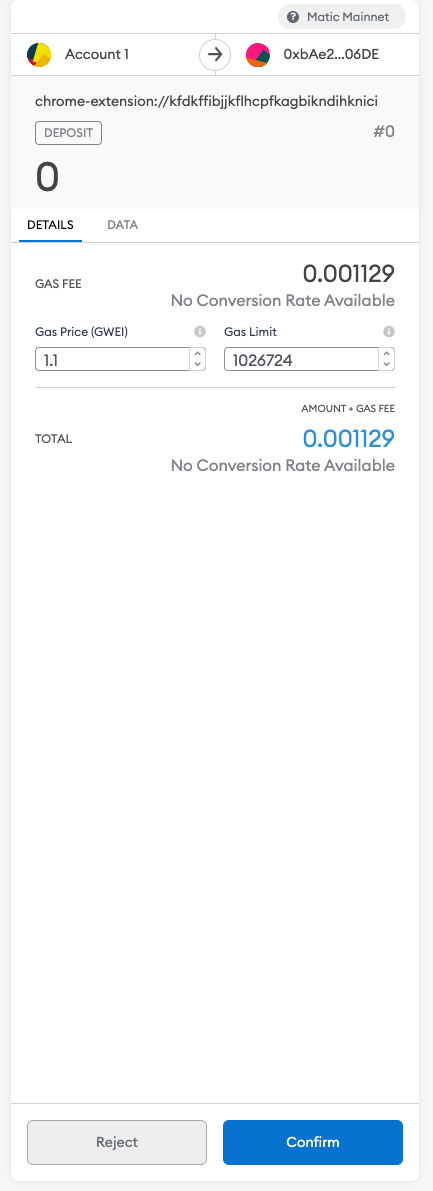 Matic Mainnet
Account 1
0xbAe2...06DE
chrome-extension://kfdkffibjjkflhcpfkagbikndihknici
DEPOSIT
#0
0
DETAILS DATA
GAS FEE
0.001129
No Conversion Rate Available
Gas Price (GWEI) Gas Limit
1.1 1026724
AMOUNT + GAS FEE
TOTAL
0.001129
No Conversion Rate Available
Reject Confirm